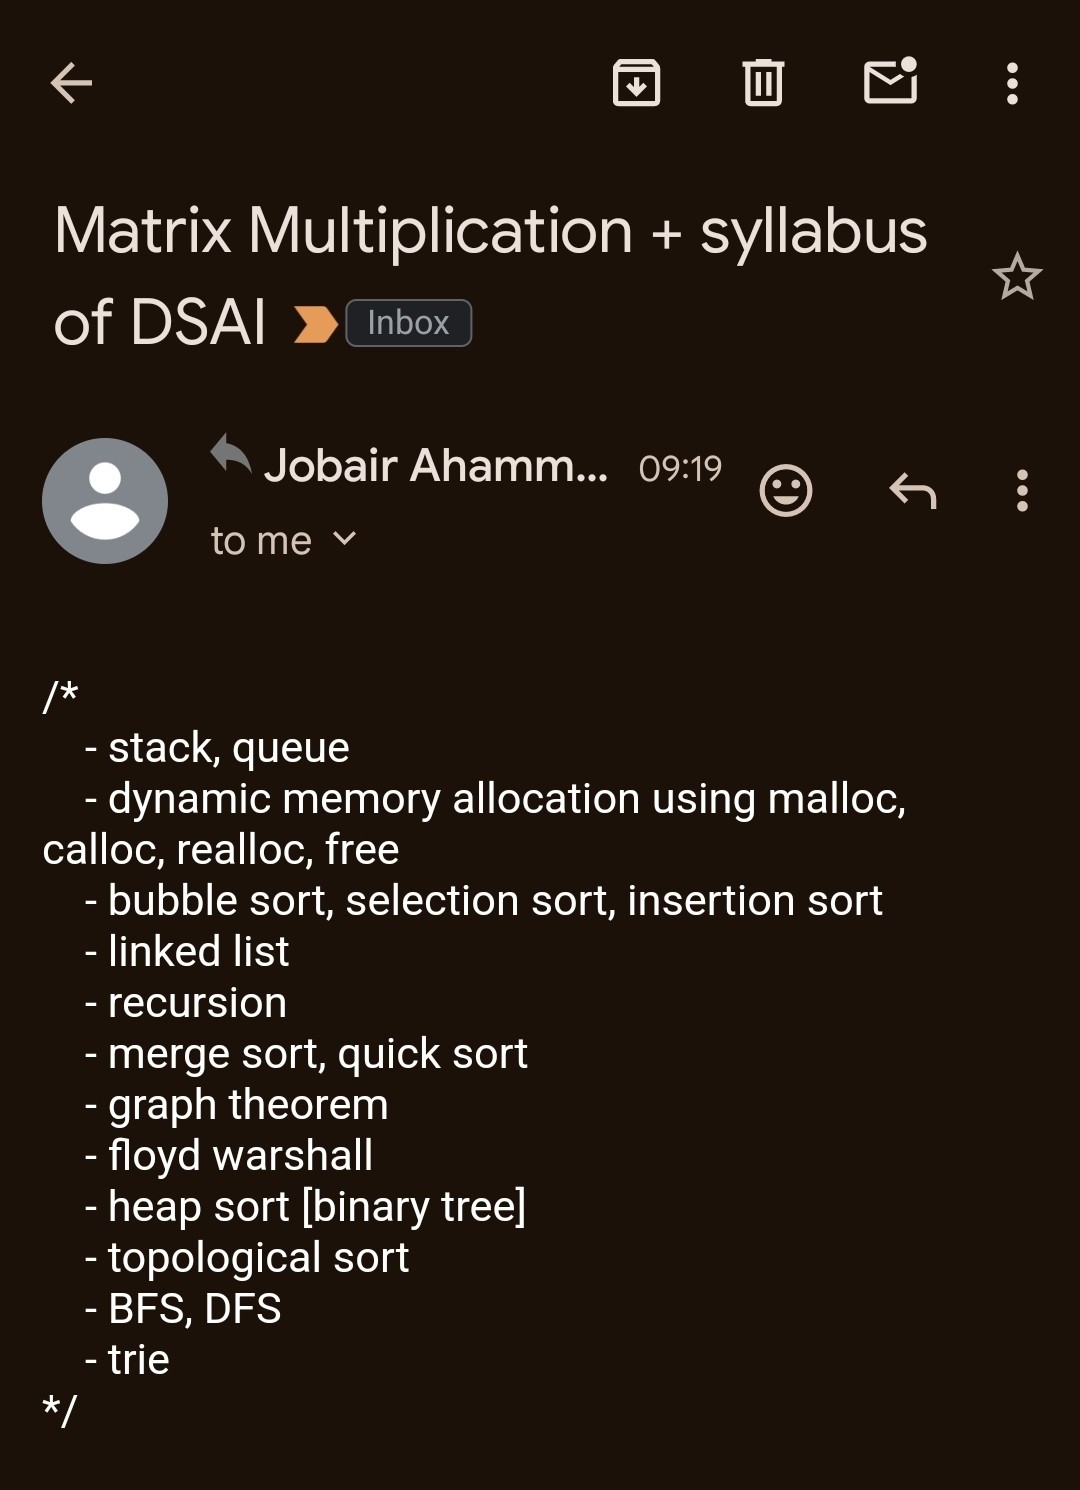 Matrix Multiplication + syllabus
of DSAI Inbox
Jobair Ahamm... 09:19
to me
/*
- stack, queue
- dynamic memory allocation using malloc,
calloc, realloc, free
- bubble sort, selection sort, insertion sort
- linked list
- recursion
- merge sort, quick sort
- graph theorem
- floyd warshall
- heap sort [binary tree]
- topological sort
- BFS, DFS
- trie
*/